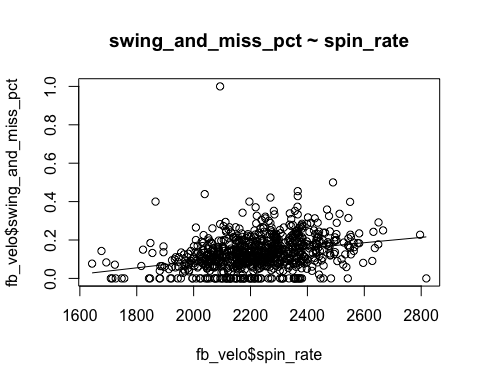 swing_and_miss_pct ~ spin_rate
fb_velo$swing_and_miss_pct
1.0
0.8
0.6
0.4
0.2
0.0
1600 1800 2000 2200 2400 2600 2800
fb_velo$spin_rate